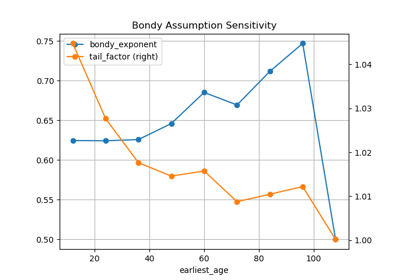 Bondy Assumption Sensitivity
bondy_exponent
tail_factor (right)
0.75
0.70
0.65
0.60
0.55
0.50
1.04
1.03
1.02
1.01
1.00
20 40 60 80 100
earliest_age